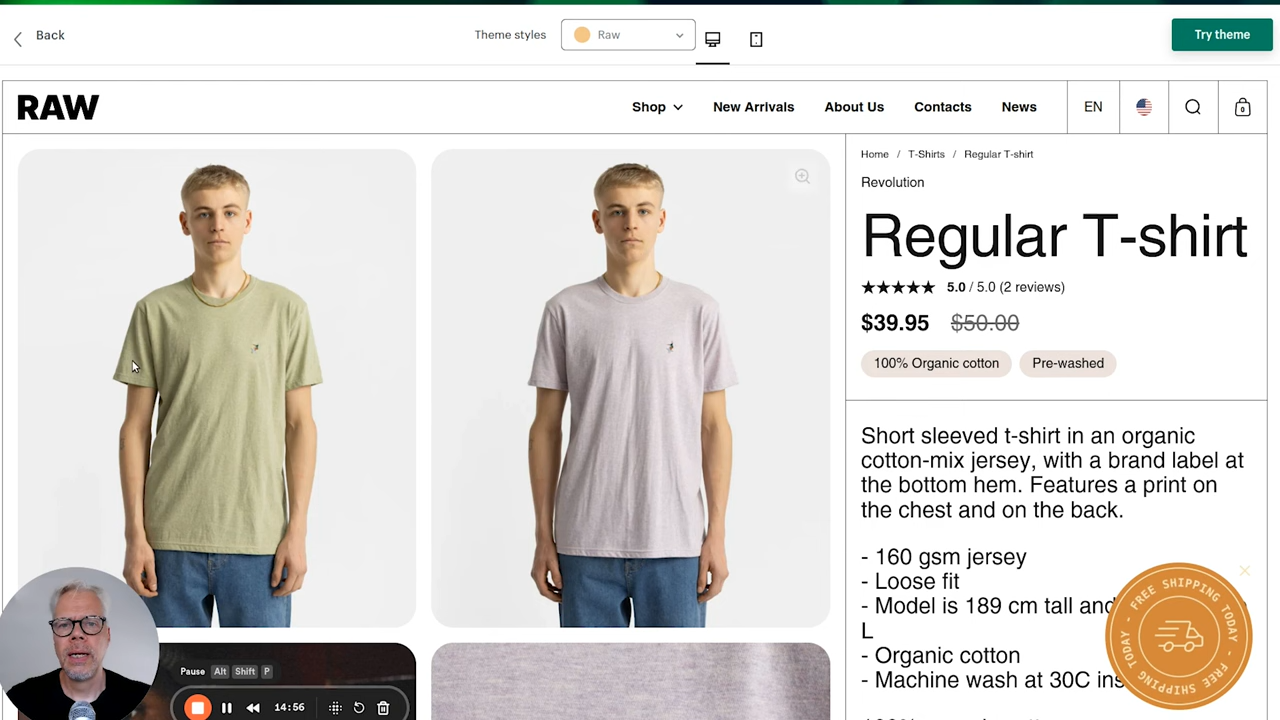 Back
Theme styles
Raw
Try theme
RAW
Shop
New Arrivals
About Us
Contacts
News
EN
0
Home / T-Shirts / Regular T-shirt
Revolution
Regular T-shirt
★★★★★ 5.0 / 5.0 (2 reviews)
$39.95 $50.00
100% Organic cotton
Pre-washed
Short sleeved t-shirt in an organic
cotton-mix jersey, with a brand label at
the bottom hem. Features a print on
the chest and on the back.
- 160 gsm jersey
- Loose fit
- Model is 189 cm tall and
L
- Organic cotton
- Machine wash at 30C ins
FREE SHIPPING TODAY - FREE SHIPPING TODAY -
Pause Alt Shift P
14:56